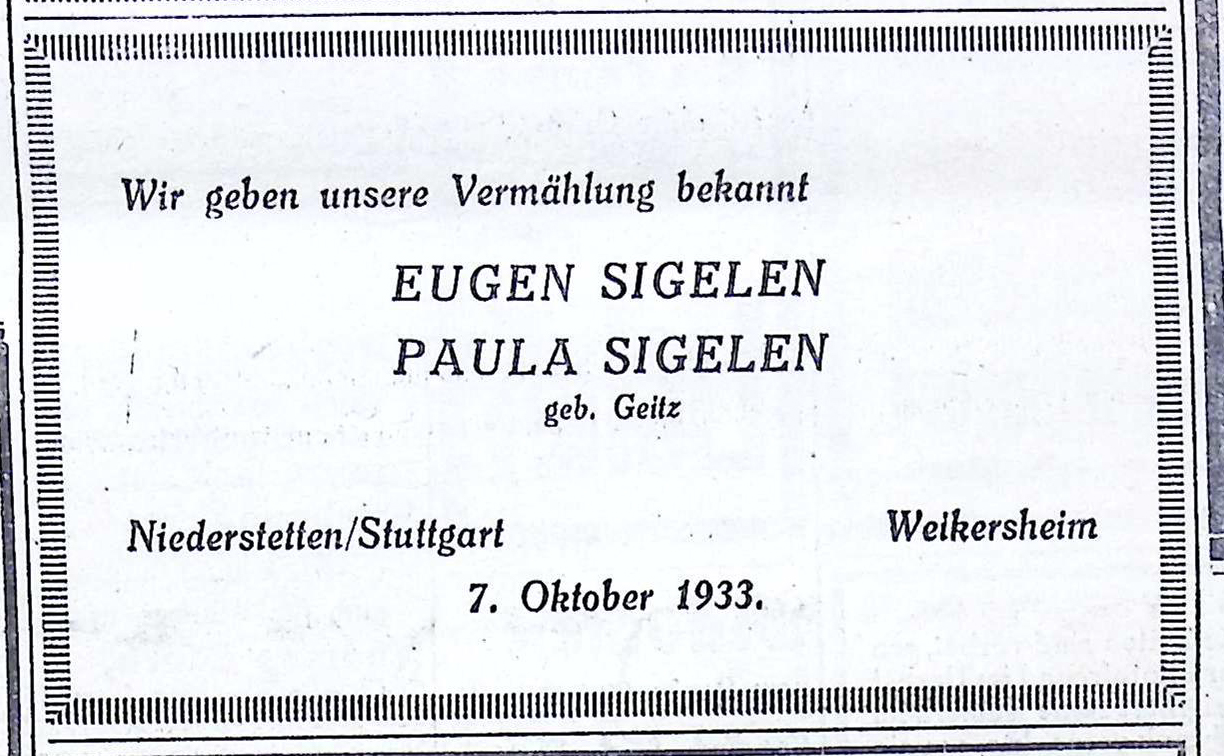 Wir geben unsere Vermählung bekannt
EUGEN SIGELEN
PAULA SIGELEN
geb. Geitz
Niederstetten/Stuttgart Weikersheim
7. Oktober 1933.